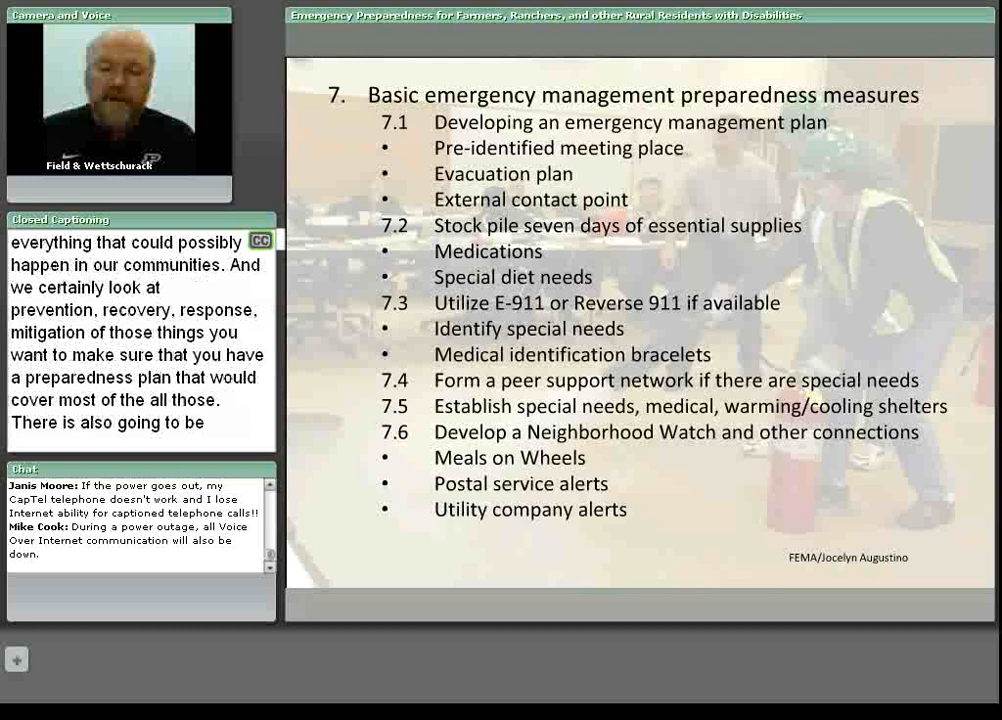 Camera and Voice
Field & Wettschurack
Closed Captioning
CC
everything that could possibly
happen in our communities. And
we certainly look at
prevention, recovery, response,
mitigation of those things you
want to make sure that you have
a preparedness plan that would
cover most of the all those.
There is also going to be
Chat
Janis Moore: If the power goes out, my
CapTel telephone doesn't work and I lose
Internet ability for captioned telephone calls!!
Mike Cook: During a power outage, all Voice
Over Internet communication will also be
down.
Emergency Preparedness for Farmers, Ranchers, and other Rural Residents with Disabilities
7. Basic emergency management preparedness measures
7.1 Developing an emergency management plan
• Pre-identified meeting place
• Evacuation plan
• External contact point
7.2 Stock pile seven days of essential supplies
• Medications
• Special diet needs
7.3 Utilize E-911 or Reverse 911 if available
• Identify special needs
• Medical identification bracelets
7.4 Form a peer support network if there are special needs
7.5 Establish special needs, medical, warming/cooling shelters
7.6 Develop a Neighborhood Watch and other connections
• Meals on Wheels
• Postal service alerts
• Utility company alerts
FEMA/Jocelyn Augustino